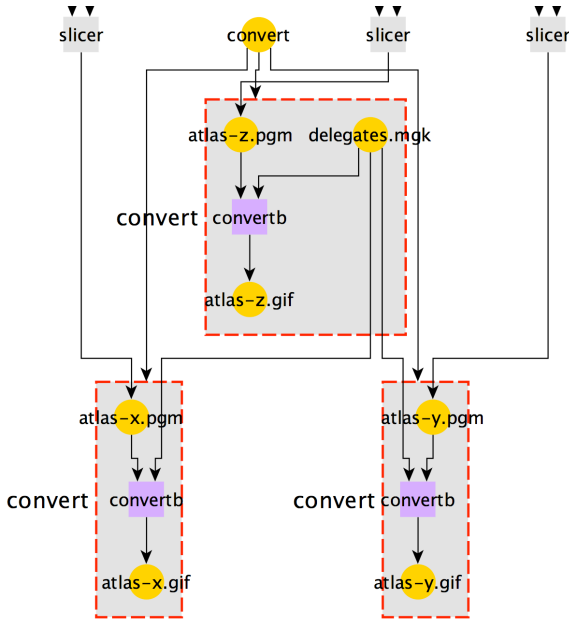 slicer
convert
slicer
slicer
atlas-z.pgm
delegates.mgk
convert
convertb
atlas-z.gif
atlas-x.pgm
atlas-y.pgm
convert
convertb
convert
convertb
atlas-x.gif
atlas-y.gif